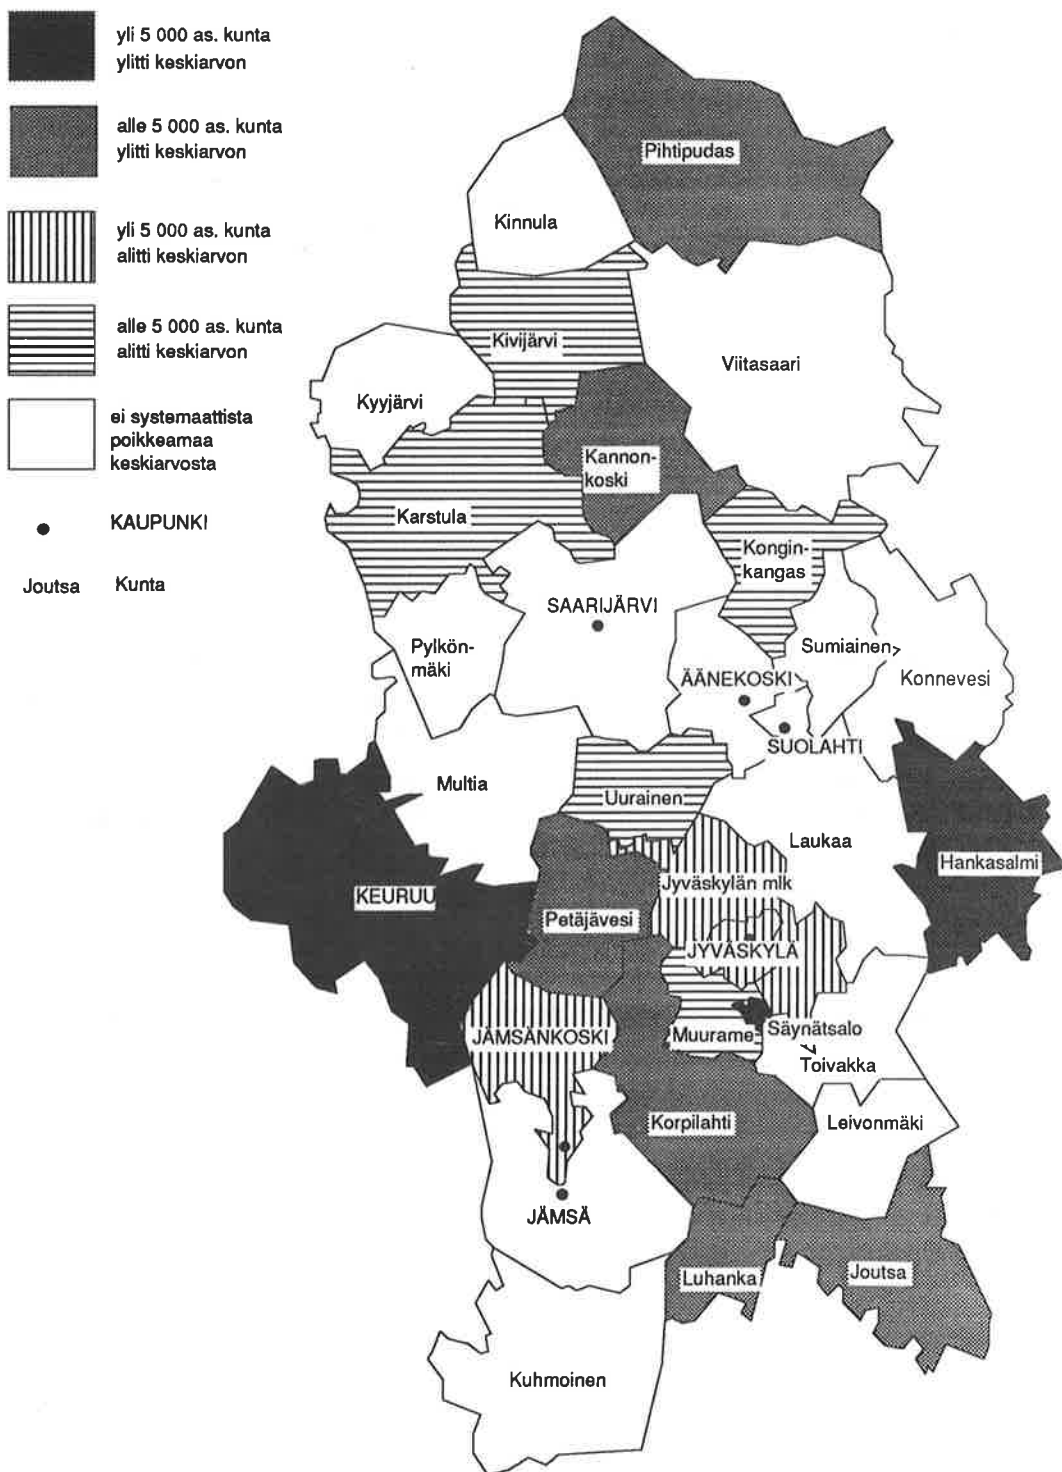 yli 5 000 as. kunta
ylitti keskiarvon
alle 5 000 as. kunta
ylitti keskiarvon
yli 5 000 as. kunta
alitti keskiarvon
alle 5 000 as. kunta
alitti keskiarvon
ei systemaattista
poikkeamaa
keskiarvosta
KAUPUNKI
Joutsa Kunta
Pihtipudas
Kinnula
Kivijärvi
Viitasaari
Kyyjärvi
Kannon-
koski
Karstula
Konginkangas
SAARIJÄRVI
Pylkön-
mäki
Sumiainen
ÄÄNEKOSKI
Konnevesi
SUOLAHTI
Multia
Uurainen
Laukaa
Hankasalmi
Jyväskylän mlk
KEURUU
Petäjävesi
JYVÄSKYLÄ
JÄMSÄNKOSKI
Muurame
Säynätsalo
Toivakka
Korpilahti
Leivonmäki
JÄMSÄ
Luhanka
Joutsa
Kuhmoinen